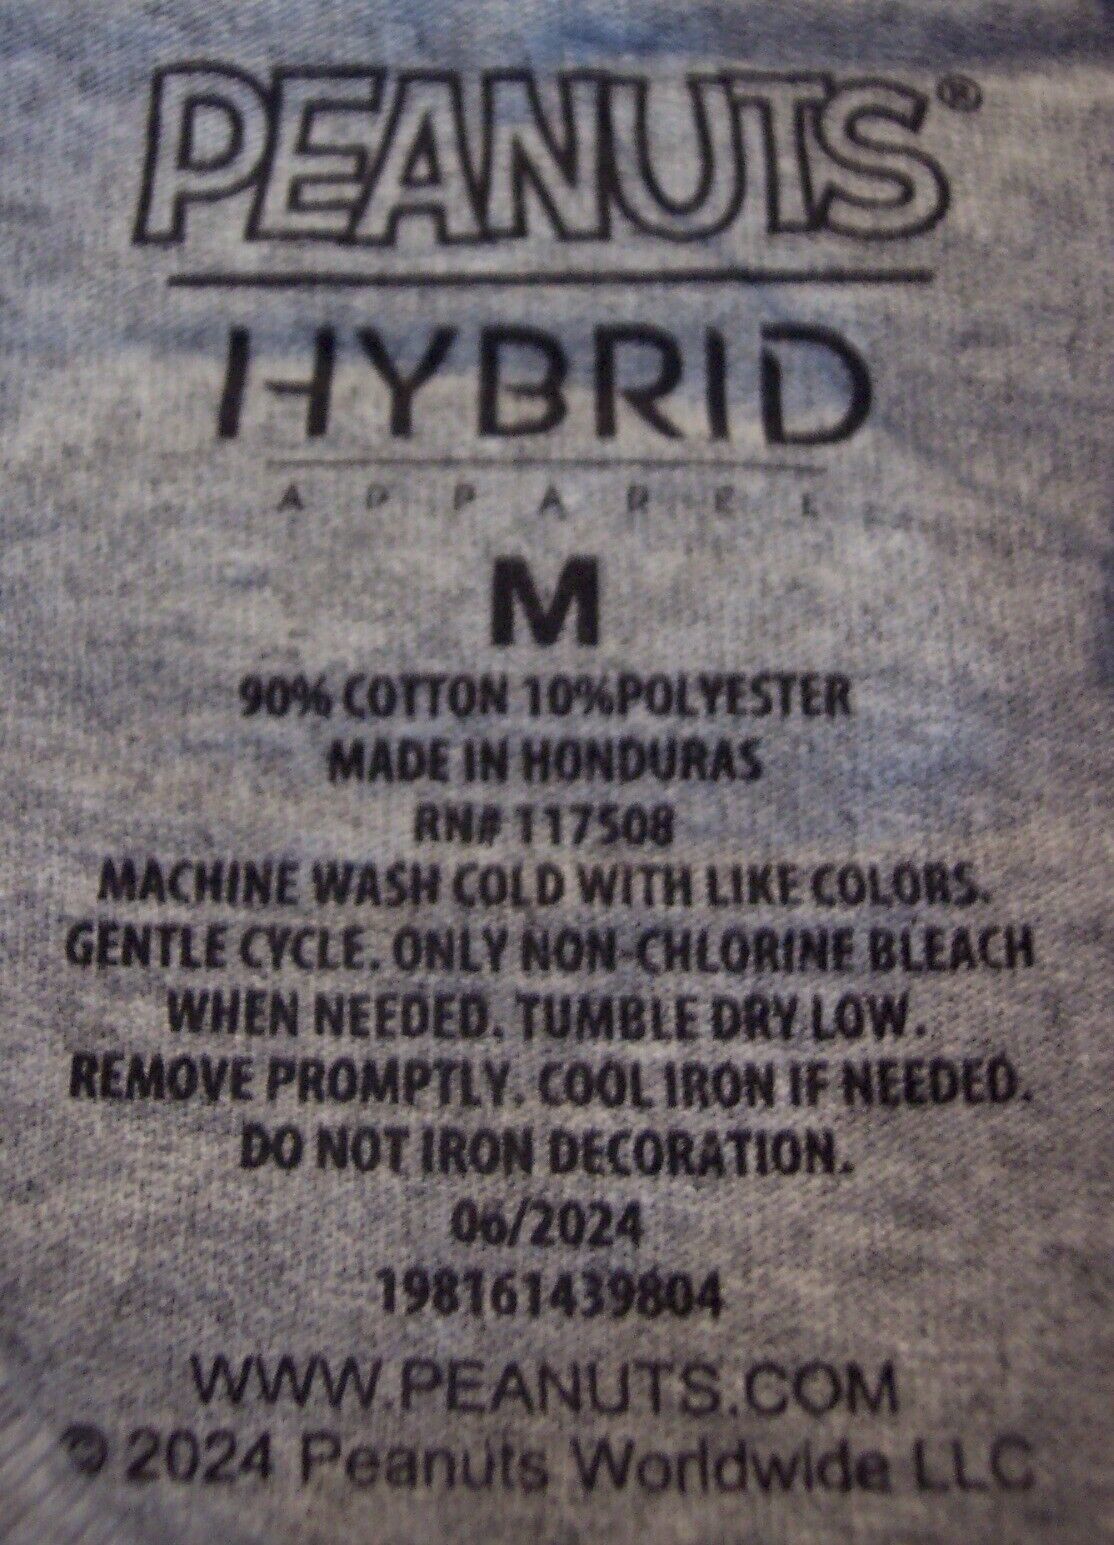 PEANUTS®
HYBRID
APPAREL
M
90% COTTON 10%POLYESTER
MADE IN HONDURAS
RN# 117508
MACHINE WASH COLD WITH LIKE COLORS.
GENTLE CYCLE. ONLY NON-CHLORINE BLEACH
WHEN NEEDED. TUMBLE DRY LOW.
REMOVE PROMPTLY. COOL IRON IF NEEDED.
DO NOT IRON DECORATION.
06/2024
198161439804
WWW.PEANUTS.COM
© 2024 Peanuts Worldwide LLC